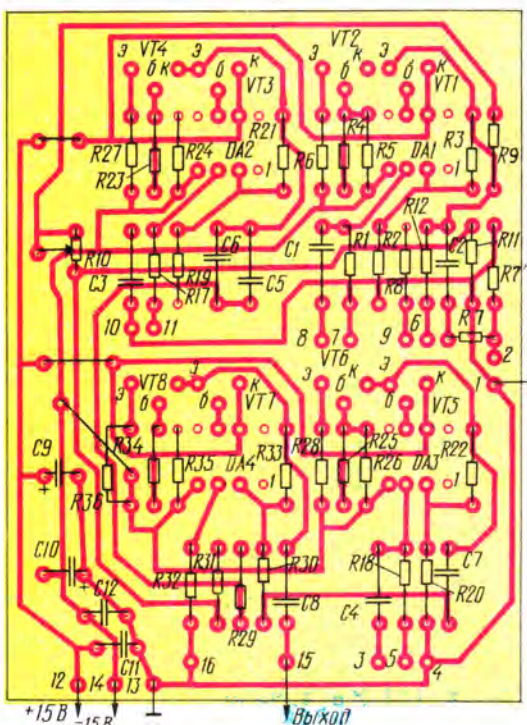 VT4 VT2
э э к э э к
б к б VT3 б к б VT1
R27 R23 R24 DA2 R21 R6 R4 R5 DA1 R3 R9
1 1
R10 C3 R17 R19 C6 C5 C1 R1 R2 R8 R12 C2 R11 R7
10 11 8 7 9 6 R17 2
VT8 VT6 1
э э к э э к
б к б VT7 б к б VT5
C9 R34 R36 R35 DA4 R33 R28 R25 R26 DA3 R22
+ 1 1
C10 R32 R31 R29 R30 C8 R18 C4 R20 C7
+ C12
C11 16 15 3 5 4
12 14 13
+15 В -15 В Выход